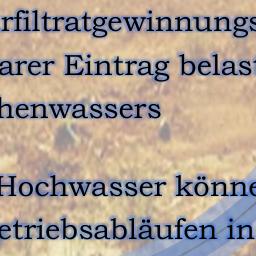 rfiltratgewinnungs
arer Eintrag belast
henwassers
Hochwasser könne
etriebsabläufen in